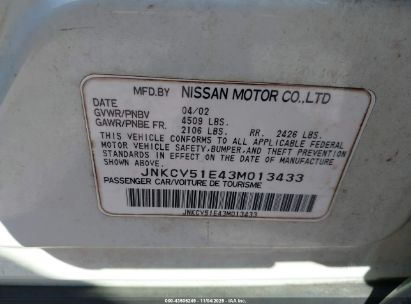 MFD.BY NISSAN MOTOR CO.,LTD
DATE 04/02
GVWR/PNBV 4509 LBS.
GAWR/PNBE FR. 2106 LBS. RR. 2426 LBS.
THIS VEHICLE CONFORMS TO ALL APPLICABLE FEDERAL
MOTOR VEHICLE SAFETY,BUMPER,AND THEFT PREVENTION
STANDARDS IN EFFECT ON THE DATE OF MANUFACTURE
SHOWN ABOVE.
JNKCV51E43M013433
PASSENGER CAR/VOITURE DE TOURISME
JNKCV51E43M013433